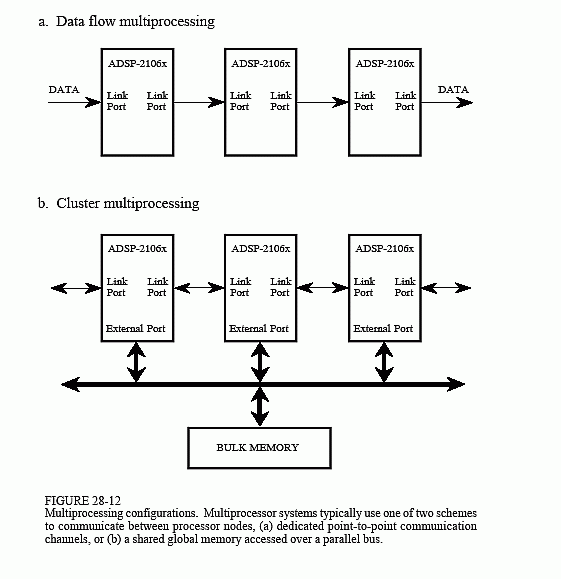 a. Data flow multiprocessing
ADSP-2106x
ADSP-2106x
ADSP-2106x
DATA
Link Link
Port Port
Link Link
Port Port
Link Link
Port Port
DATA
b. Cluster multiprocessing
ADSP-2106x
ADSP-2106x
ADSP-2106x
Link Link
Port Port
Link Link
Port Port
Link Link
Port Port
External Port
External Port
External Port
BULK MEMORY
FIGURE 28-12
Multiprocessing configurations. Multiprocessor systems typically use one of two schemes
to communicate between processor nodes, (a) dedicated point-to-point communication
channels, or (b) a shared global memory accessed over a parallel bus.